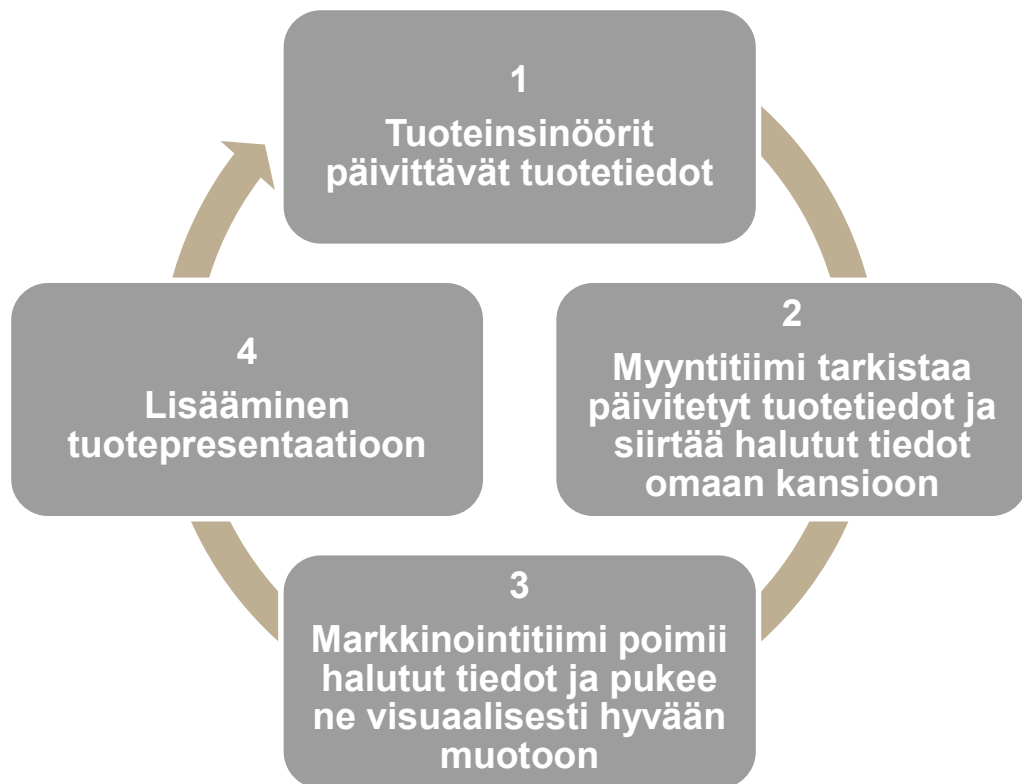 1
Tuoteinsinöörit
päivittävät tuotetiedot
2
Myyntitiimi tarkistaa
päivitetyt tuotetiedot ja
siirtää halutut tiedot
omaan kansioon
3
Markkinointitiimi poimii
halutut tiedot ja pukee
ne visuaalisesti hyvään
muotoon
4
Lisääminen
tuotepresentaatioon